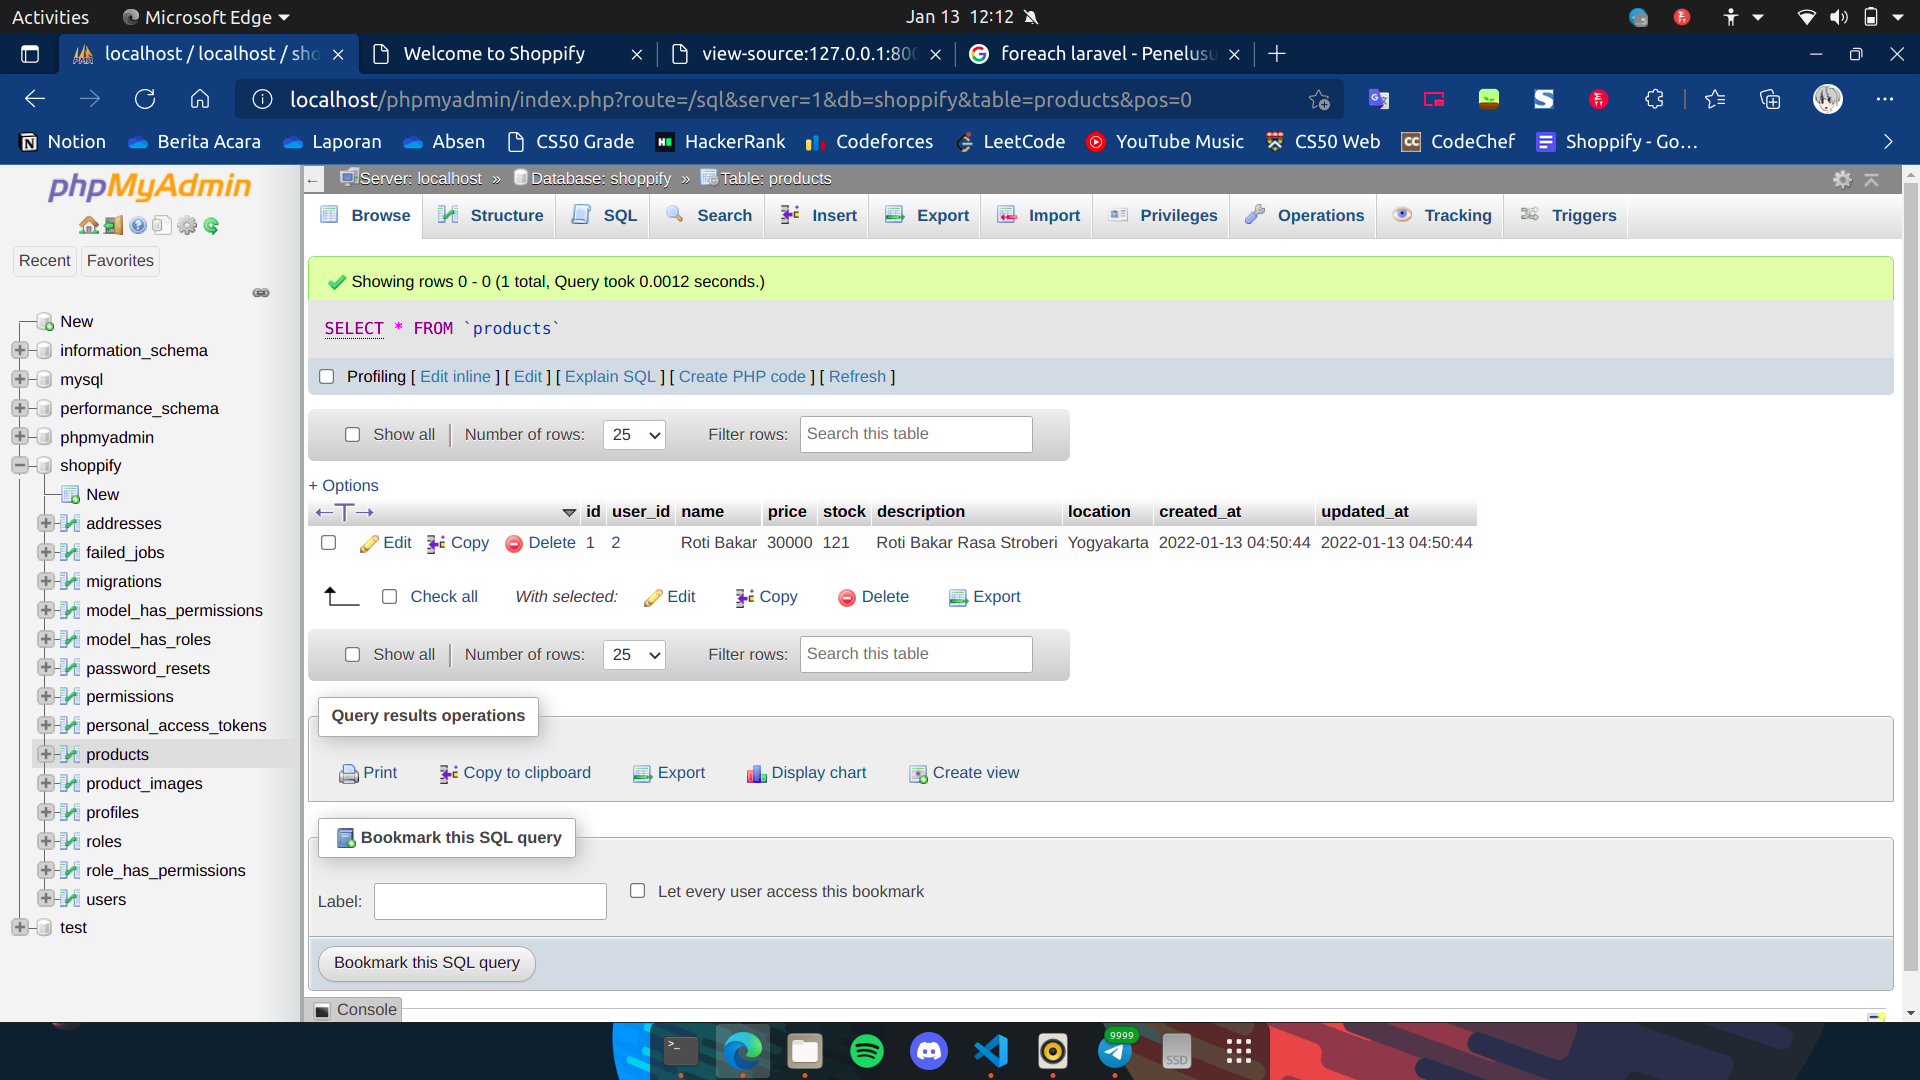 Activities
Microsoft Edge
Jan 13 12:12
localhost / localhost / sho
Welcome to Shoppify
view-source:127.0.0.1:800
foreach laravel - Penelusu
localhost/phpmyadmin/index.php?route=/sql&server=1&db=shoppify&table=products&pos=0
Notion
Berita Acara
Laporan
Absen
CS50 Grade
HackerRank
Codeforces
LeetCode
YouTube Music
CS50 Web
CodeChef
Shoppify - Go...
phpMyAdmin
Recent
Favorites
New
information_schema
mysql
performance_schema
phpmyadmin
shoppify
New
addresses
failed_jobs
migrations
model_has_permissions
model_has_roles
password_resets
permissions
personal_access_tokens
products
product_images
profiles
roles
role_has_permissions
users
test
Server: localhost » Database: shoppify » Table: products
Browse
Structure
SQL
Search
Insert
Export
Import
Privileges
Operations
Tracking
Triggers
Showing rows 0 - 0 (1 total, Query took 0.0012 seconds.)
SELECT * FROM `products`
Profiling [ Edit inline ] [ Edit ] [ Explain SQL ] [ Create PHP code ] [ Refresh ]
Show all | Number of rows: 25 Filter rows: Search this table
+ Options
id user_id name price stock description location created_at updated_at
Edit Copy Delete 1 2 Roti Bakar 30000 121 Roti Bakar Rasa Stroberi Yogyakarta 2022-01-13 04:50:44 2022-01-13 04:50:44
Check all With selected: Edit Copy Delete Export
Show all | Number of rows: 25 Filter rows: Search this table
Query results operations
Print Copy to clipboard Export Display chart Create view
Bookmark this SQL query
Label: Let every user access this bookmark
Bookmark this SQL query
Console
9999
SSD